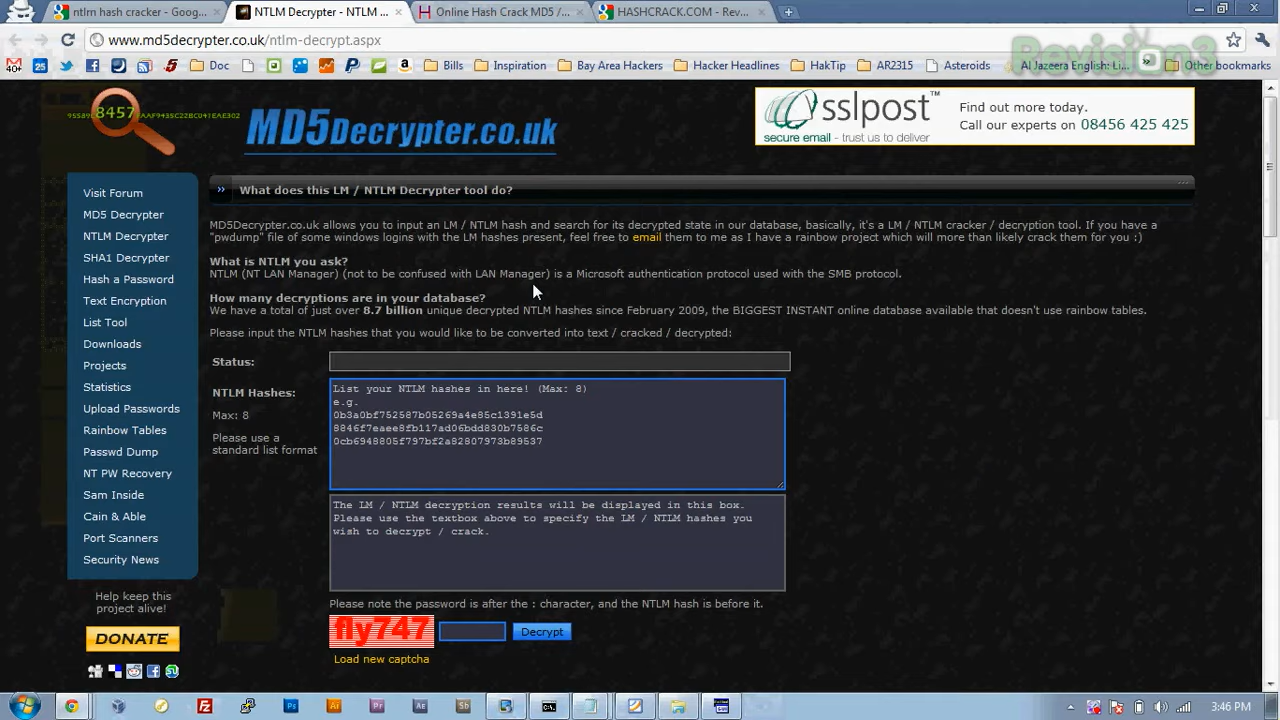 ntlm hash cracker - Goog...
NTLM Decrypter - NTLM ...
Online Hash Crack MD5 / ...
HASHCRACK.COM - Rev...
www.md5decrypter.co.uk/ntlm-decrypt.aspx
Revision3
40+
25
Doc
Bills
Inspiration
Bay Area Hackers
Hacker Headlines
HakTip
AR2315
Asteroids
Al Jazeera English: Li...
Other bookmarks
8457
MD5Decrypter.co.uk
sslpost™
secure email - trust us to deliver
Find out more today.
Call our experts on 08456 425 425
Visit Forum
MD5 Decrypter
NTLM Decrypter
SHA1 Decrypter
Hash a Password
Text Encryption
List Tool
Downloads
Projects
Statistics
Upload Passwords
Rainbow Tables
Passwd Dump
NT PW Recovery
Sam Inside
Cain & Able
Port Scanners
Security News
Help keep this
project alive!
DONATE
What does this LM / NTLM Decrypter tool do?
MD5Decrypter.co.uk allows you to input an LM / NTLM hash and search for its decrypted state in our database, basically, it's a LM / NTLM cracker / decryption tool. If you have a
"pwdump" file of some windows logins with the LM hashes present, feel free to email them to me as I have a rainbow project which will more than likely crack them for you :)
What is NTLM you ask?
NTLM (NT LAN Manager) (not to be confused with LAN Manager) is a Microsoft authentication protocol used with the SMB protocol.
How many decryptions are in your database?
We have a total of just over 8.7 billion unique decrypted NTLM hashes since February 2009, the BIGGEST INSTANT online database available that doesn't use rainbow tables.
Please input the NTLM hashes that you would like to be converted into text / cracked / decrypted:
Status:
NTLM Hashes:
Max: 8
Please use a
standard list format
List your NTLM hashes in here! (Max: 8)
e.g.
0b3a0bf752587b05269a4e85c1391e5d
8846f7eaee8fb117ad06bdd830b7586c
0cb6948805f797bf2a82807973b89537
The LM / NTLM decryption results will be displayed in this box.
Please use the textbox above to specify the LM / NTLM hashes you
wish to decrypt / crack.
Please note the password is after the : character, and the NTLM hash is before it.
fly747
Decrypt
Load new captcha
Fz
Ps
Ai
Pr
Ae
Sb
3:46 PM